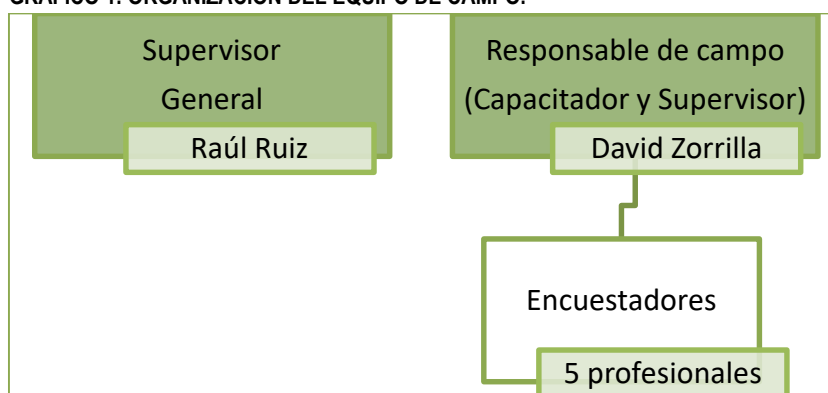 GRÁFICO 1: ORGANIZACIÓN DEL EQUIPO DE CAMPO.
Supervisor
General
Raúl Ruiz
Responsable de campo
(Capacitador y Supervisor)
David Zorrilla
Encuestadores
5 profesionales